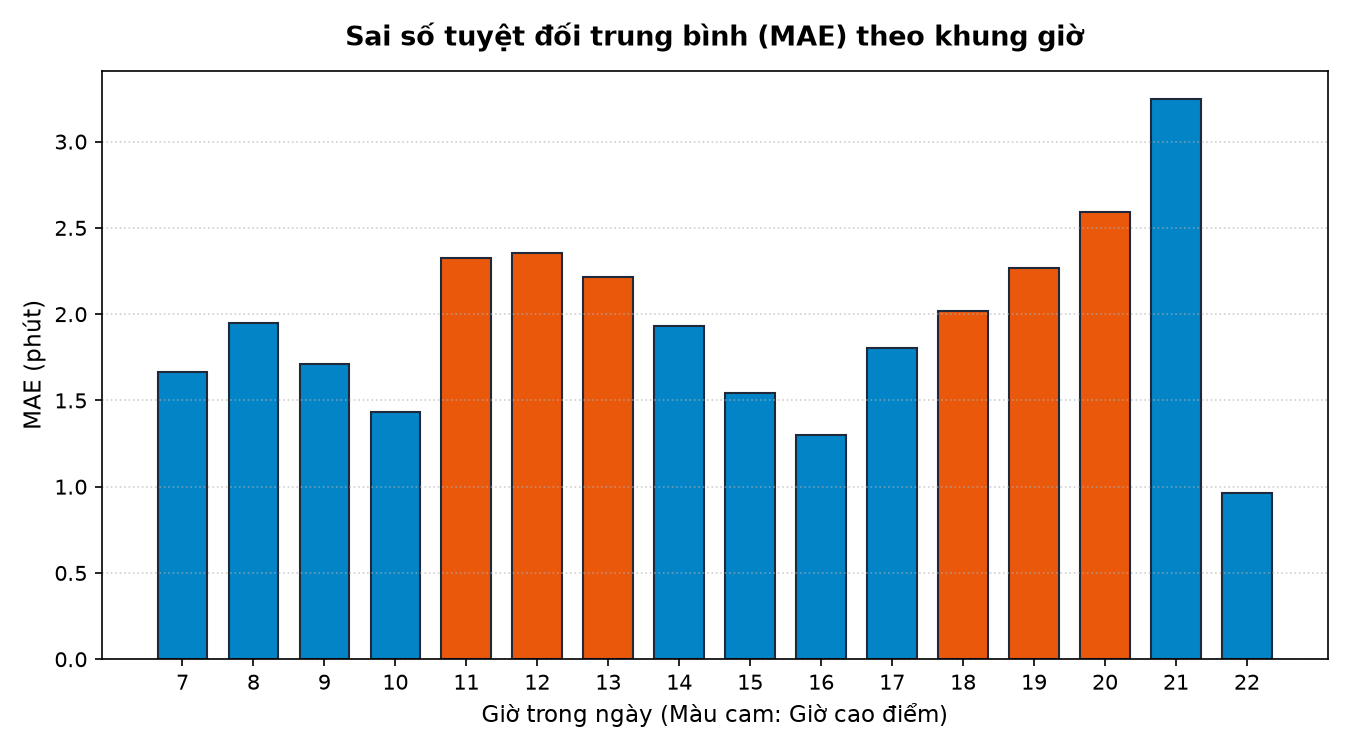 Sai số tuyệt đối trung bình (MAE) theo khung giờ
MAE (phút)
3.0
2.5
2.0
1.5
1.0
0.5
0.0
7 8 9 10 11 12 13 14 15 16 17 18 19 20 21 22
Giờ trong ngày (Màu cam: Giờ cao điểm)